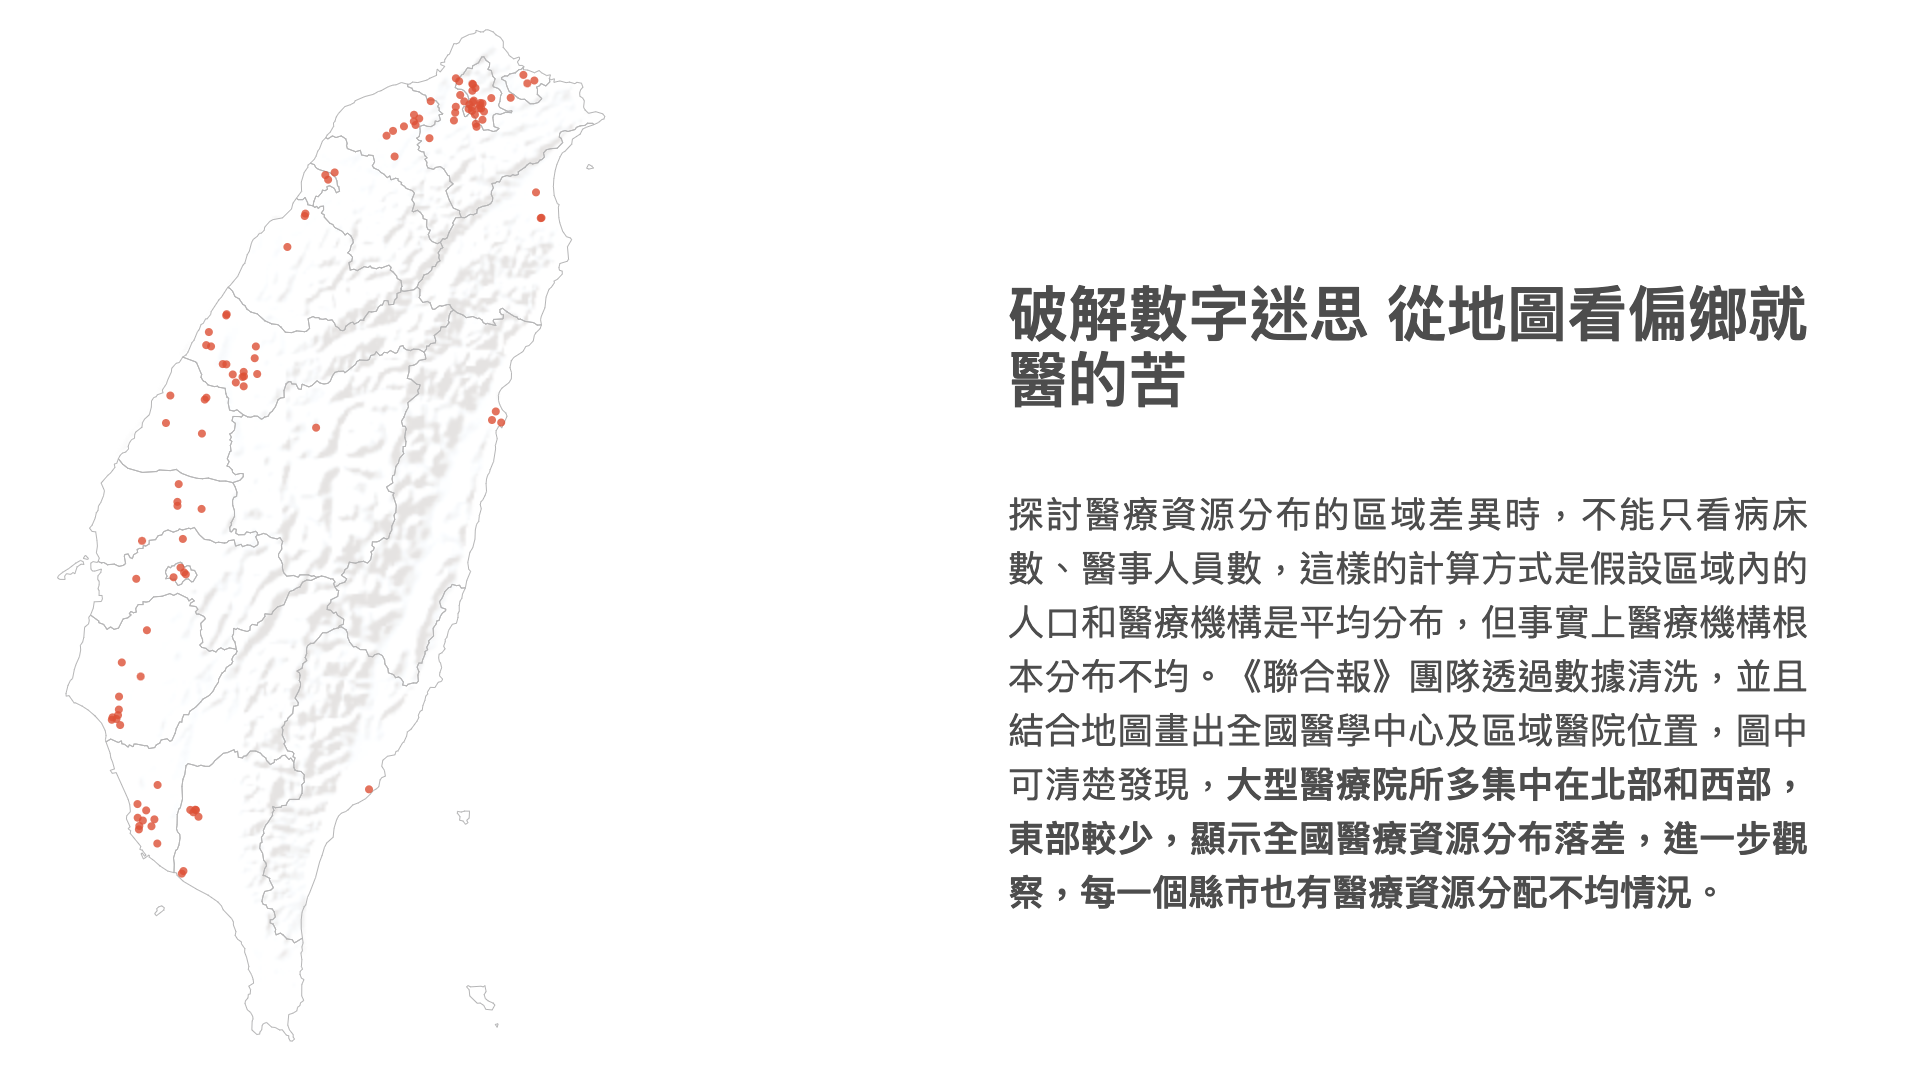 破解數字迷思 從地圖看偏鄉就
醫的苦
探討醫療資源分布的區域差異時，不能只看病床
數、醫事人員數，這樣的計算方式是假設區域內的
人口和醫療機構是平均分布，但事實上醫療機構根
本分布不均。《聯合報》團隊透過數據清洗，並且
結合地圖畫出全國醫學中心及區域醫院位置，圖中
可清楚發現，大型醫療院所多集中在北部和西部，
東部較少，顯示全國醫療資源分布落差，進一步觀
察，每一個縣市也有醫療資源分配不均情況。